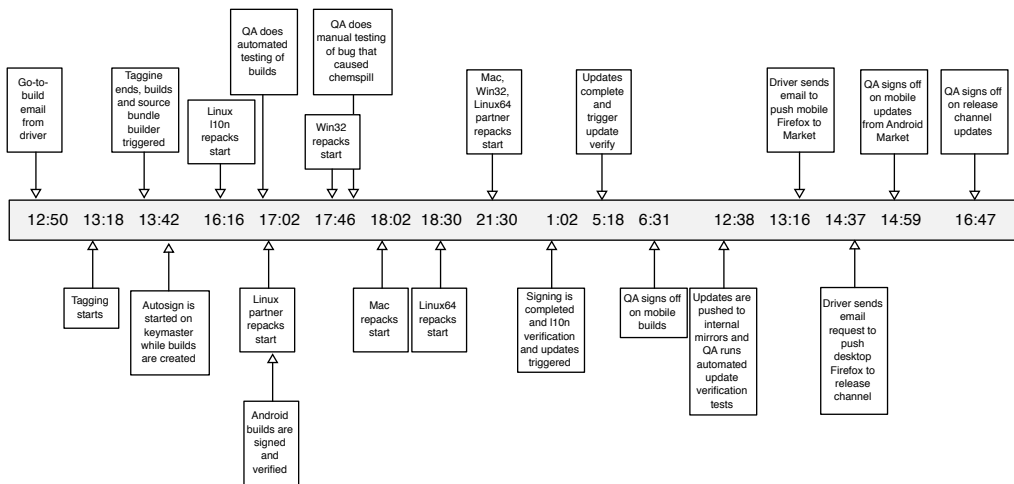 Go-to-
build
email
from
driver
Taggine
ends, builds
and source
bundle
builder
triggered
Linux
l10n
repacks
start
QA does
automated
testing of
builds
Win32
repacks
start
QA does
manual testing
of bug that
caused
chemspill
Mac,
Win32,
Linux64
partner
repacks
start
Updates
complete
and
trigger
update
verify
Driver sends
email to
push mobile
Firefox to
Market
QA signs off
on mobile
updates
from Android
Market
QA signs off
on release
channel
updates
12:50 13:18 13:42 16:16 17:02 17:46 18:02 18:30 21:30 1:02 5:18 6:31 12:38 13:16 14:37 14:59 16:47
Tagging
starts
Autosign is
started on
keymaster
while builds
are created
Linux
partner
repacks
start
Android
builds are
signed
and
verified
Mac
repacks
start
Linux64
repacks
start
Signing is
completed
and l10n
verification
and updates
triggered
QA signs off
on mobile
builds
Updates are
pushed to
internal
mirrors and
QA runs
automated
update
verification
tests
Driver sends
email
request to
push
desktop
Firefox to
release
channel